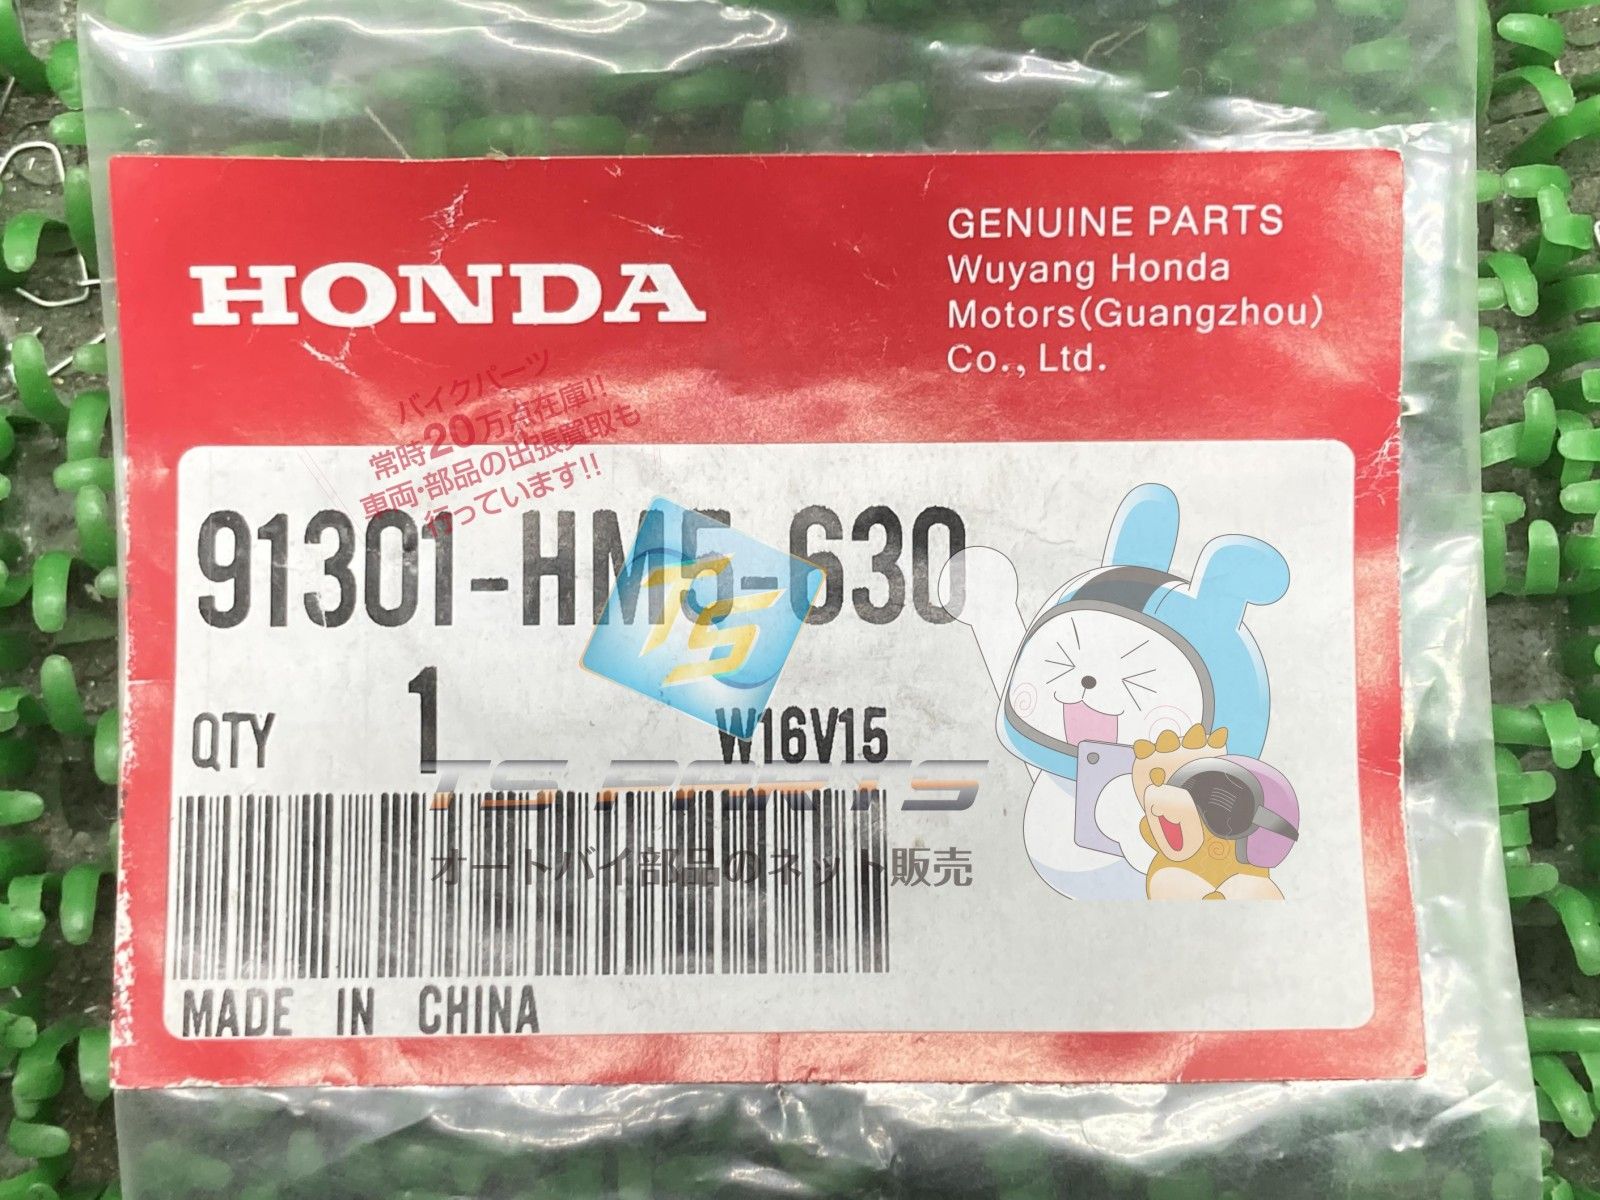 HONDA
GENUINE PARTS
Wuyang Honda
Motors(Guangzhou)
Co., Ltd.
バイクパーツ
常時20万点在庫!!
車両・部品の出張買取も
行っています!!
91301-HM5-630
TS
QTY 1 W16V15
TS PARTS
オートバイ部品のネット販売
MADE IN CHINA